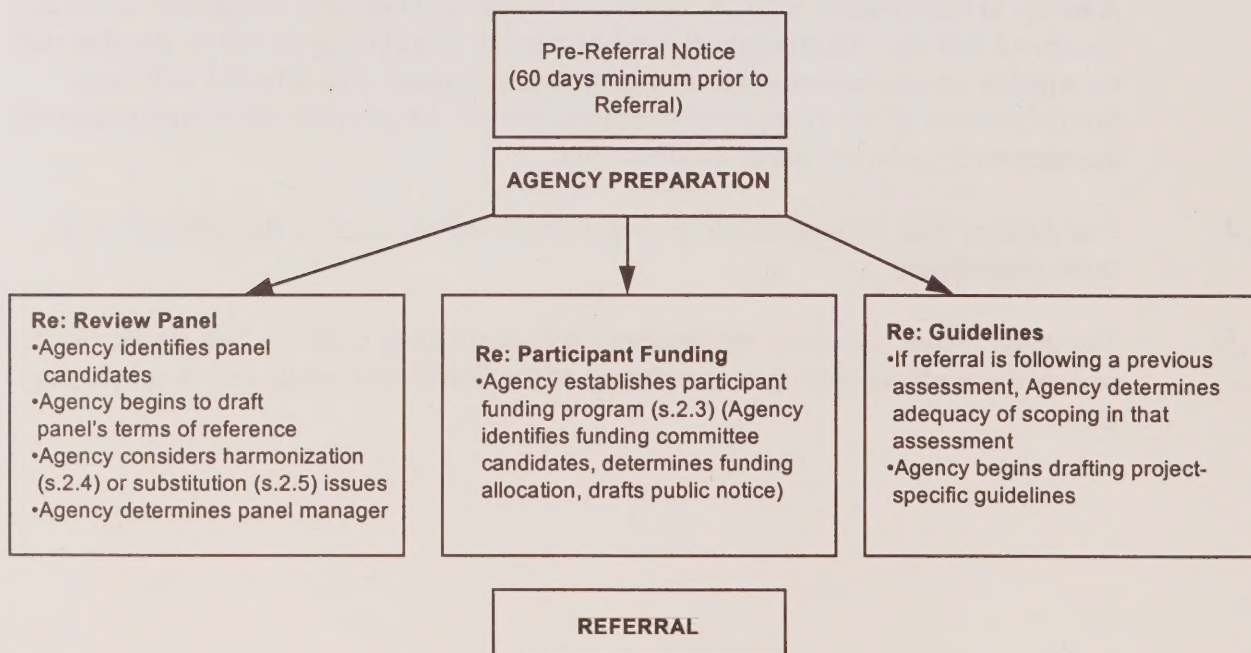 Pre-Referral Notice
(60 days minimum prior to
Referral)
AGENCY PREPARATION
Re: Review Panel
•Agency identifies panel
candidates
•Agency begins to draft
panel's terms of reference
•Agency considers harmonization
(s.2.4) or substitution (s.2.5) issues
•Agency determines panel manager
Re: Participant Funding
•Agency establishes participant
funding program (s.2.3) (Agency
identifies funding committee
candidates, determines funding
allocation, drafts public notice)
Re: Guidelines
•If referral is following a previous
assessment, Agency determines
adequacy of scoping in that
assessment
•Agency begins drafting project-
specific guidelines
REFERRAL